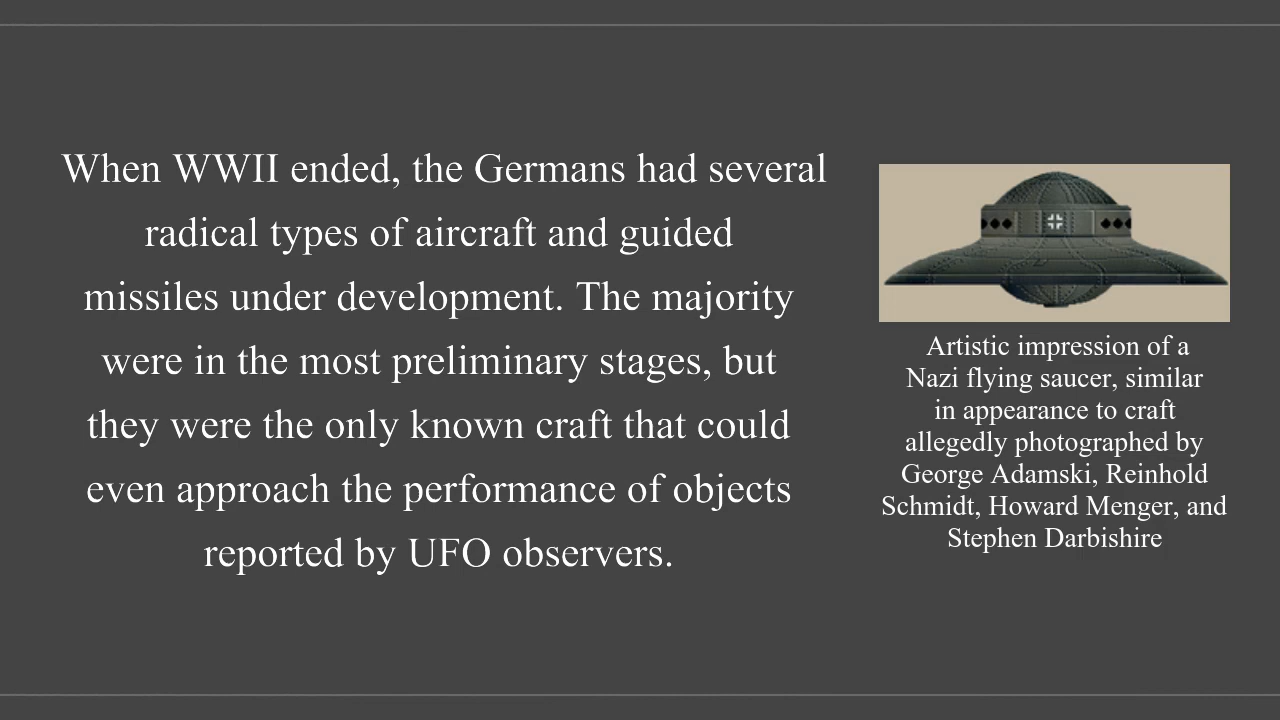 When WWII ended, the Germans had several
radical types of aircraft and guided
missiles under development. The majority
were in the most preliminary stages, but
they were the only known craft that could
even approach the performance of objects
reported by UFO observers.
Artistic impression of a
Nazi flying saucer, similar
in appearance to craft
allegedly photographed by
George Adamski, Reinhold
Schmidt, Howard Menger, and
Stephen Darbishire